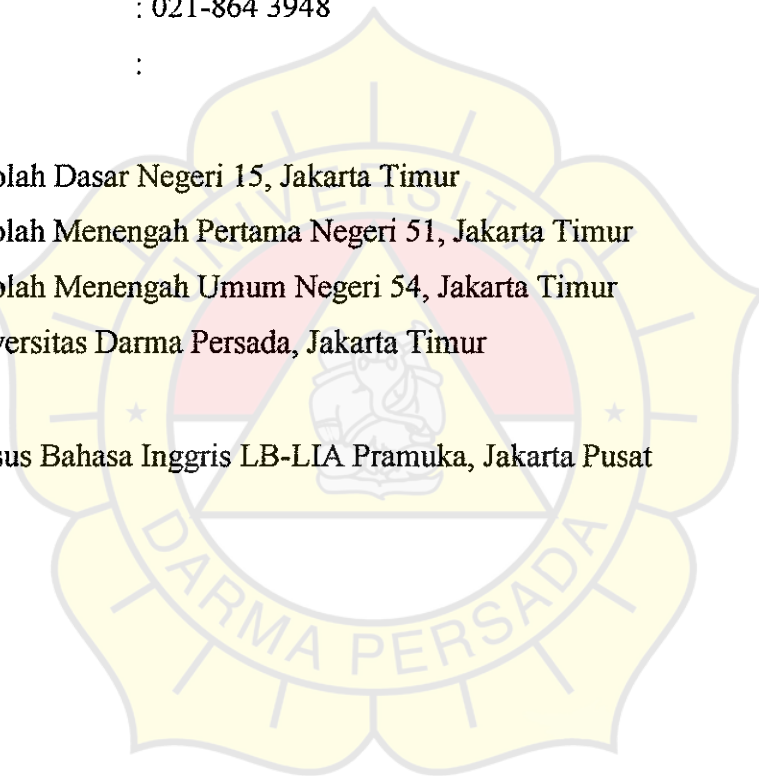 : 021-864 3948
:
olah Dasar Negeri 15, Jakarta Timur
olah Menengah Pertama Negeri 51, Jakarta Timur
olah Menengah Umum Negeri 54, Jakarta Timur
versitas Darma Persada, Jakarta Timur
sus Bahasa Inggris LB-LIA Pramuka, Jakarta Pusat
UNIVERSITAS
DARMA PERSADA